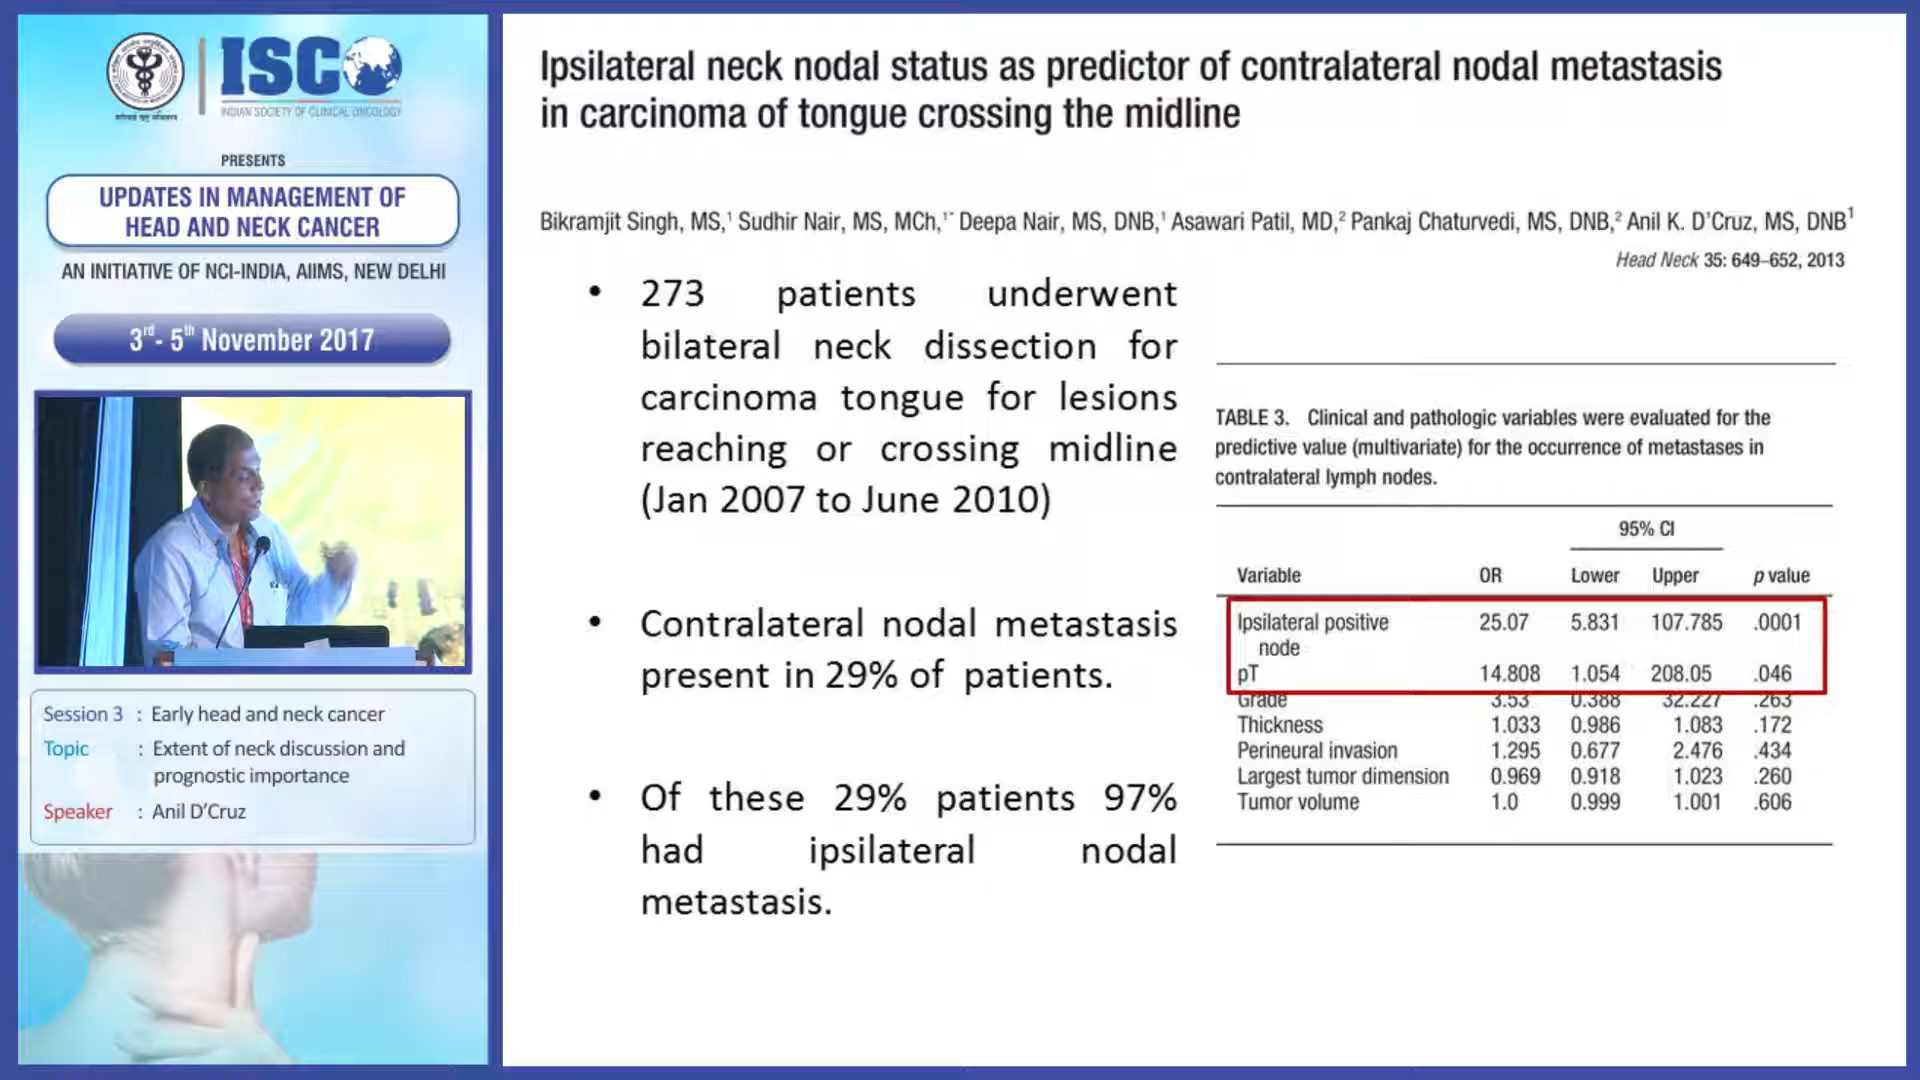 ISCO
INDIAN SOCIETY OF CLINICAL ONCOLOGY
PRESENTS
UPDATES IN MANAGEMENT OF
HEAD AND NECK CANCER
AN INITIATIVE OF NCI-INDIA, AIIMS, NEW DELHI
3rd- 5th November 2017
Session 3 : Early head and neck cancer
Topic : Extent of neck discussion and
prognostic importance
Speaker : Anil D'Cruz
Ipsilateral neck nodal status as predictor of contralateral nodal metastasis
in carcinoma of tongue crossing the midline
Bikramjit Singh, MS,1 Sudhir Nair, MS, MCh,1* Deepa Nair, MS, DNB,1 Asawari Patil, MD,2 Pankaj Chaturvedi, MS, DNB,2 Anil K. D'Cruz, MS, DNB1
Head Neck 35: 649–652, 2013
• 273 patients underwent
bilateral neck dissection for
carcinoma tongue for lesions
reaching or crossing midline
(Jan 2007 to June 2010)
• Contralateral nodal metastasis
present in 29% of patients.
• Of these 29% patients 97%
had ipsilateral nodal
metastasis.
TABLE 3. Clinical and pathologic variables were evaluated for the
predictive value (multivariate) for the occurrence of metastases in
contralateral lymph nodes.
95% CI
Variable OR Lower Upper p value
Ipsilateral positive 25.07 5.831 107.785 .0001
node
pT 14.808 1.054 208.05 .046
Grade 3.53 0.388 32.227 .263
Thickness 1.033 0.986 1.083 .172
Perineural invasion 1.295 0.677 2.476 .434
Largest tumor dimension 0.969 0.918 1.023 .260
Tumor volume 1.0 0.999 1.001 .606